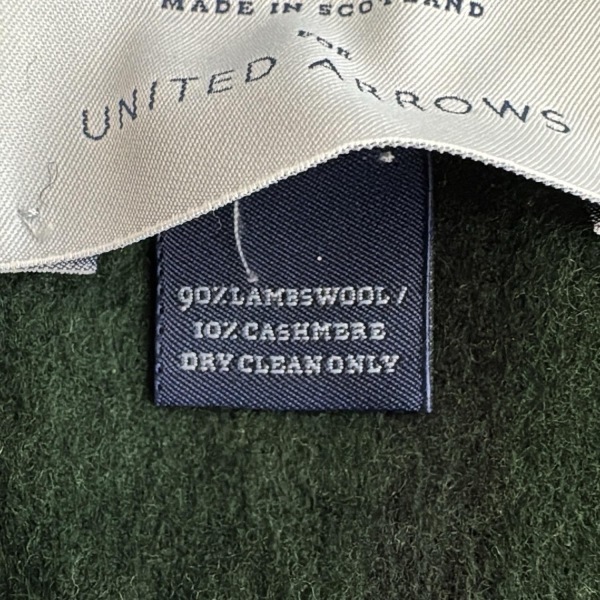 MADE IN SCOTLAND
FOR
UNITED ARROWS
90% LAMBSWOOL /
10% CASHMERE
DRY CLEAN ONLY